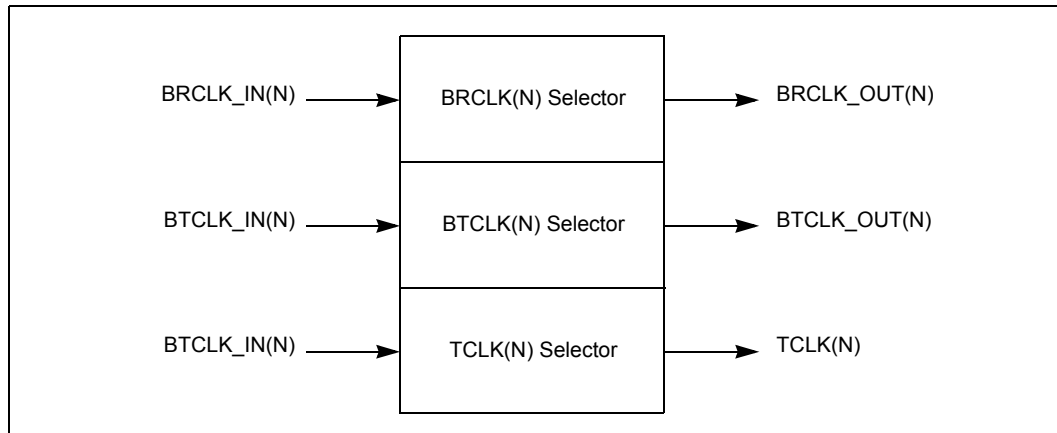 BRCLK_IN(N)
BRCLK(N) Selector
BRCLK_OUT(N)
BTCLK_IN(N)
BTCLK(N) Selector
BTCLK_OUT(N)
BTCLK_IN(N)
TCLK(N) Selector
TCLK(N)